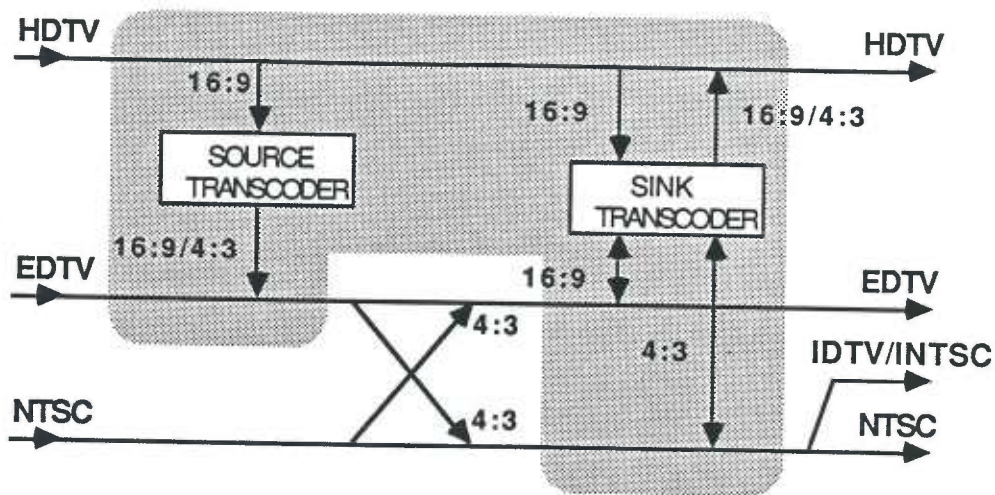 HDTV
HDTV
16:9
16:9
16:9/4:3
SOURCE
TRANSCODER
SINK
TRANSCODER
16:9/4:3
EDTV
16:9
EDTV
4:3
4:3
IDTV/INTSC
NTSC
4:3
NTSC